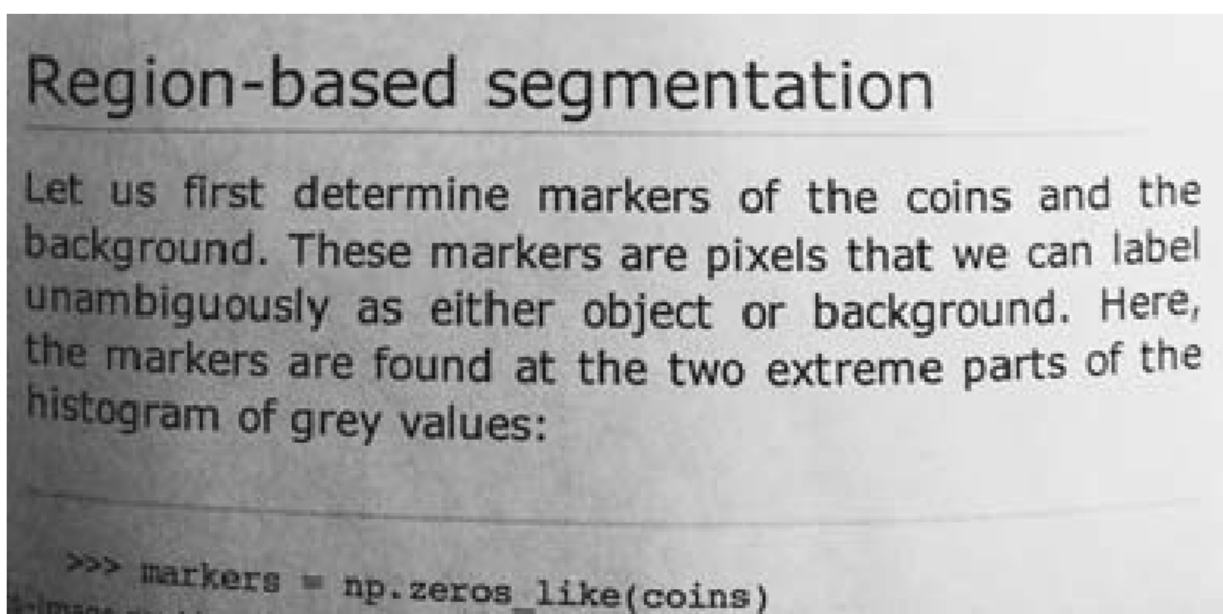 Region-based segmentation
Let us first determine markers of the coins and the
background. These markers are pixels that we can label
unambiguously as either object or background. Here,
the markers are found at the two extreme parts of the
histogram of grey values:
>>> markers = np.zeros_like(coins)